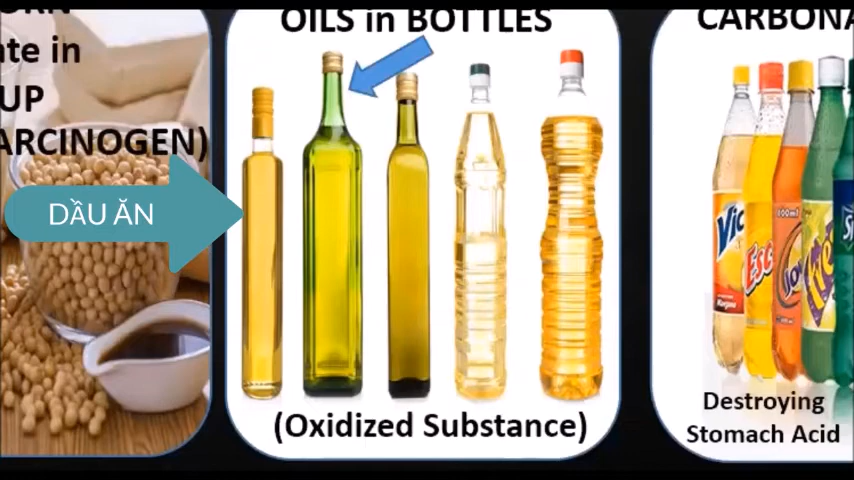 ate in
UP
ARCINOGEN)
DẦU ĂN
OILS in BOTTLES
(Oxidized Substance)
CARBONA
Destroying
Stomach Acid